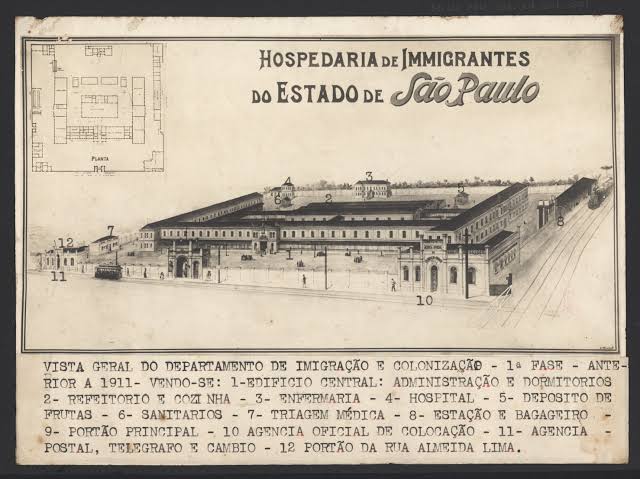 HOSPEDARIA DE IMMIGRANTES
DO ESTADO DE São Paulo
PLANTA
4
3
6
2
5
7
12
8
1
11
10
VISTA GERAL DO DEPARTAMENTO DE IMIGRAÇÃO E COLONIZAÇÃO - 1ª FASE - ANTE-
RIOR A 1911- VENDO-SE: 1-EDIFICIO CENTRAL: ADMINISTRAÇÃO E DORMITORIOS
2- REFEITORIO E COZINHA - 3- ENFERMARIA - 4- HOSPITAL - 5- DEPOSITO DE
FRUTAS - 6- SANITARIOS - 7- TRIAGEM MÉDICA - 8- ESTAÇÃO E BAGAGEIRO -
9- PORTÃO PRINCIPAL - 10 AGENCIA OFICIAL DE COLOCAÇÃO - 11- AGENCIA -
POSTAL, TELEGRAFO E CAMBIO - 12 PORTÃO DA RUA ALMEIDA LIMA.